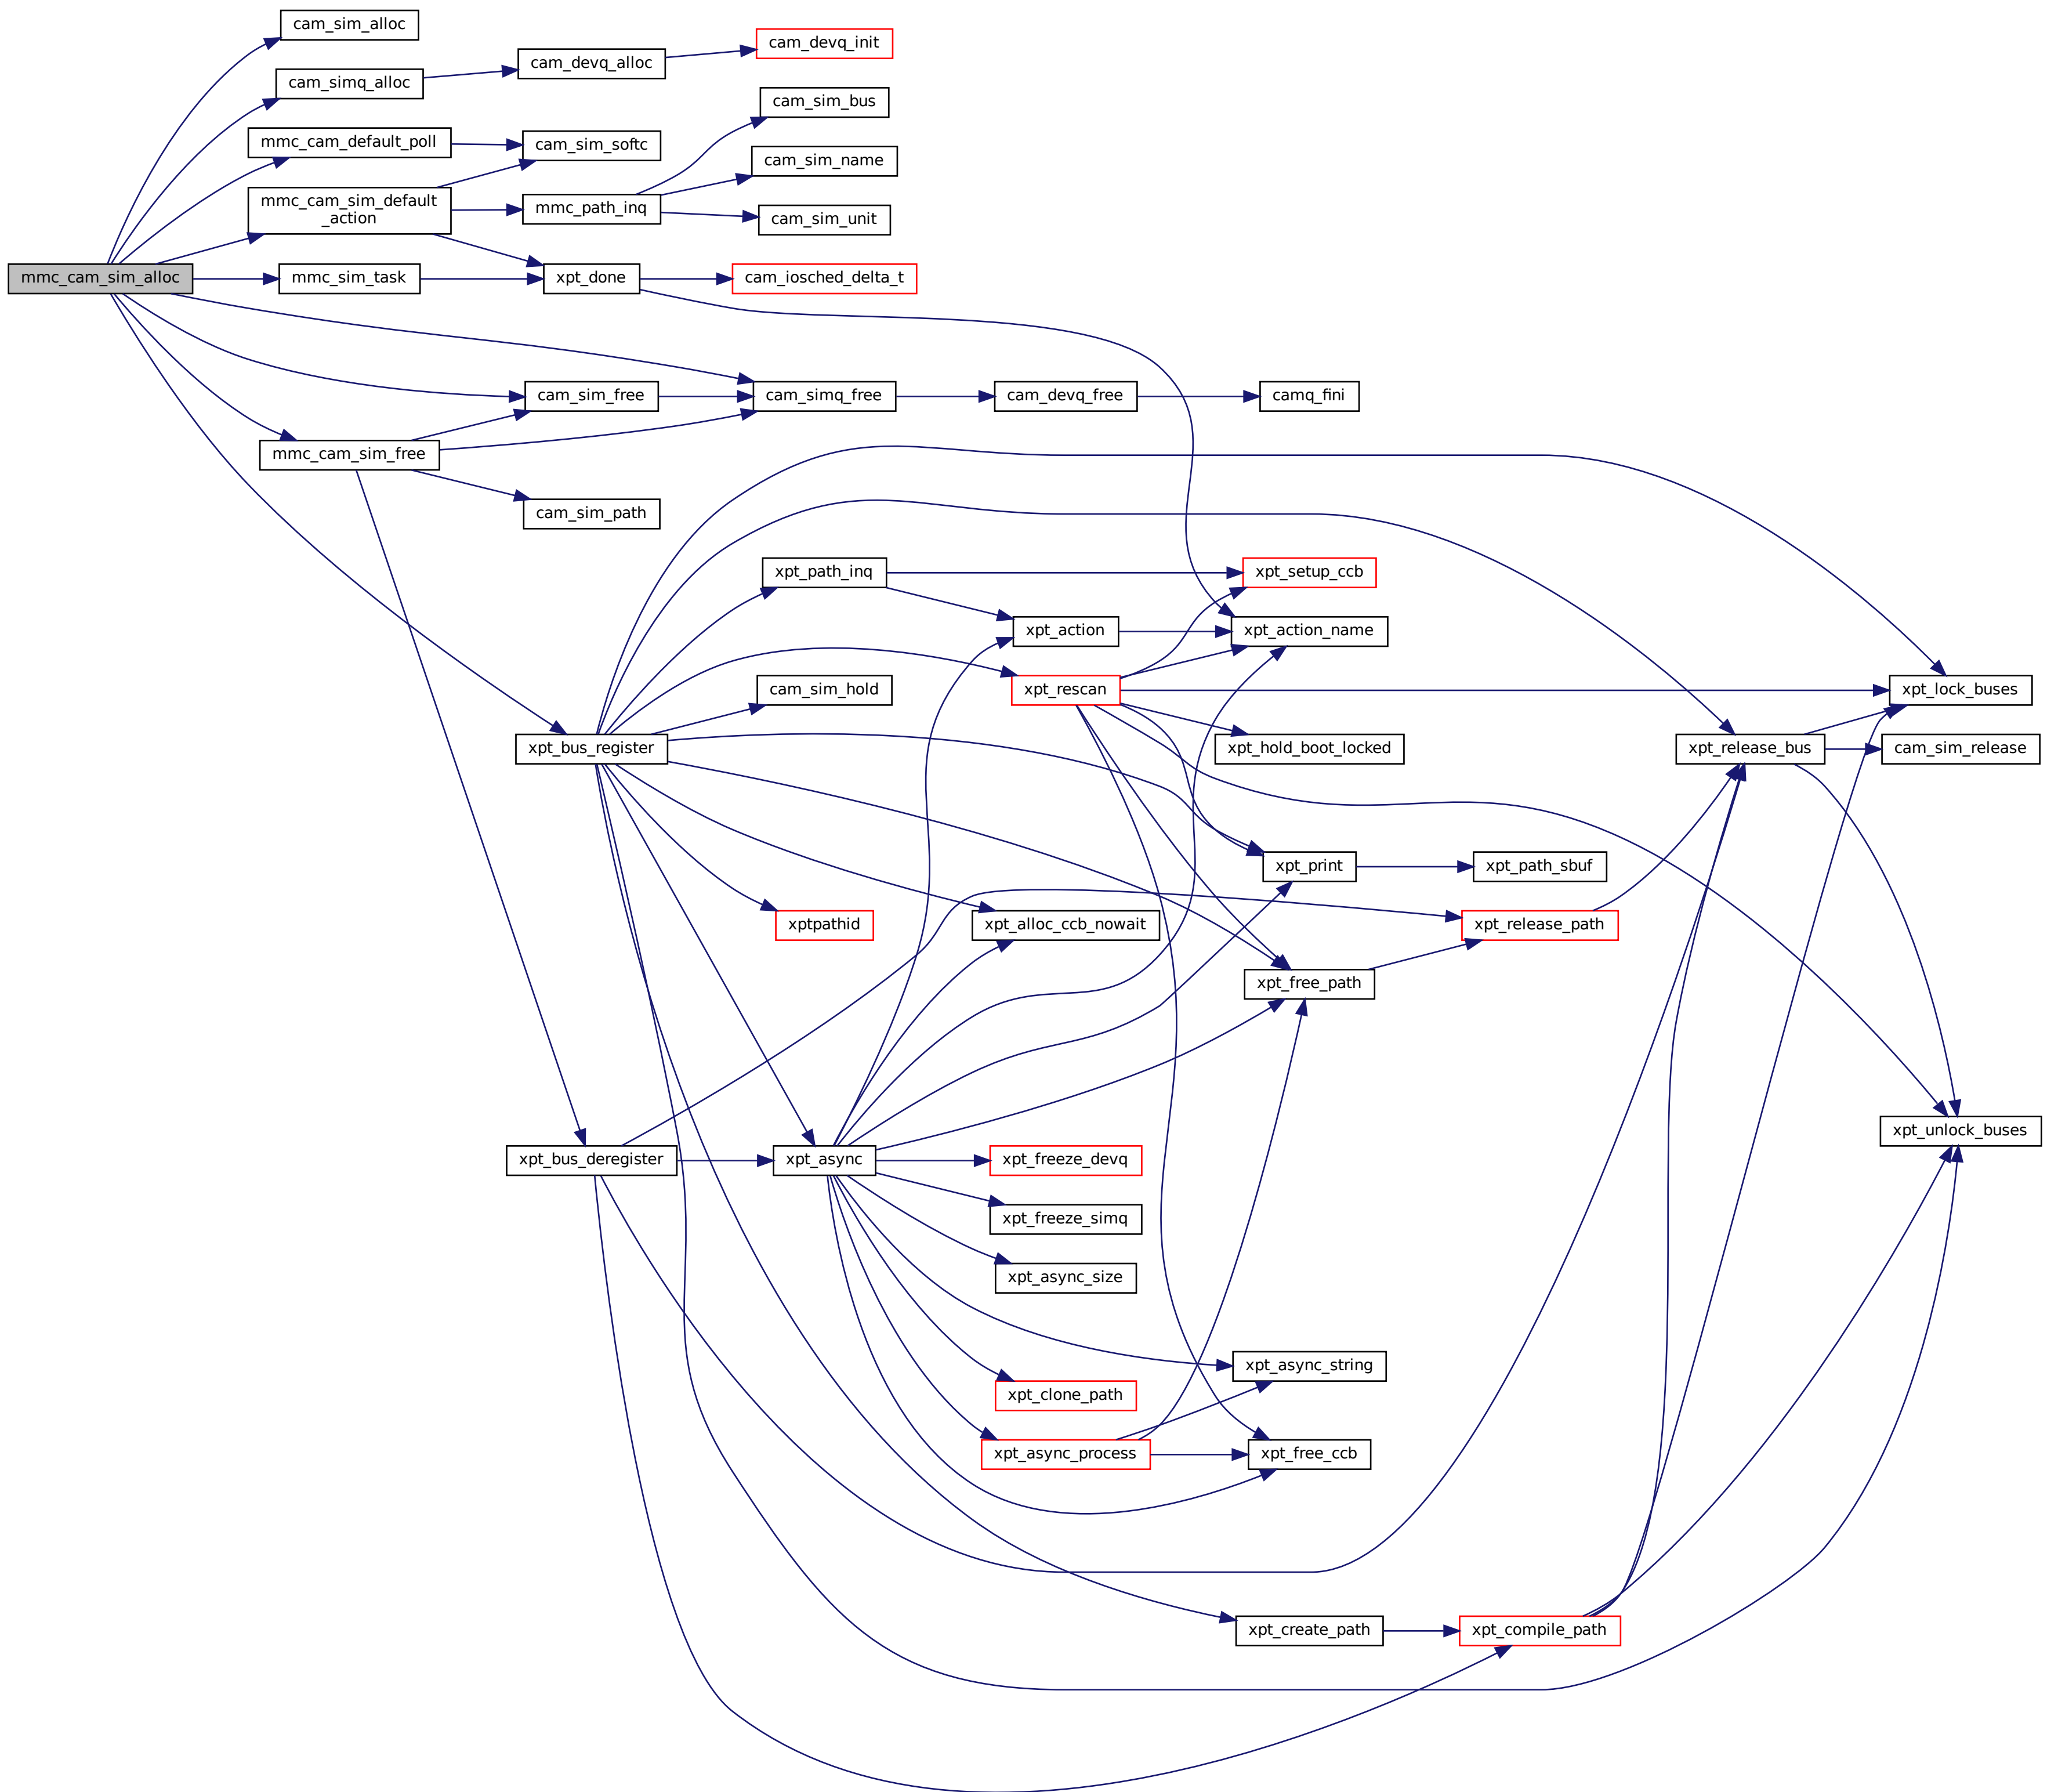 cam_sim_alloc
cam_devq_init
cam_devq_alloc
cam_simq_alloc
cam_sim_bus
mmc_cam_default_poll
cam_sim_softc
cam_sim_name
mmc_cam_sim_default
_action
mmc_path_inq
cam_sim_unit
mmc_cam_sim_alloc
mmc_sim_task
xpt_done
cam_iosched_delta_t
cam_sim_free
cam_simq_free
cam_devq_free
camq_fini
mmc_cam_sim_free
cam_sim_path
xpt_path_inq
xpt_setup_ccb
xpt_action
xpt_action_name
cam_sim_hold
xpt_rescan
xpt_lock_buses
xpt_bus_register
xpt_hold_boot_locked
xpt_release_bus
cam_sim_release
xpt_print
xpt_path_sbuf
xptpathid
xpt_alloc_ccb_nowait
xpt_release_path
xpt_free_path
xpt_unlock_buses
xpt_bus_deregister
xpt_async
xpt_freeze_devq
xpt_freeze_simq
xpt_async_size
xpt_async_string
xpt_clone_path
xpt_async_process
xpt_free_ccb
xpt_create_path
xpt_compile_path